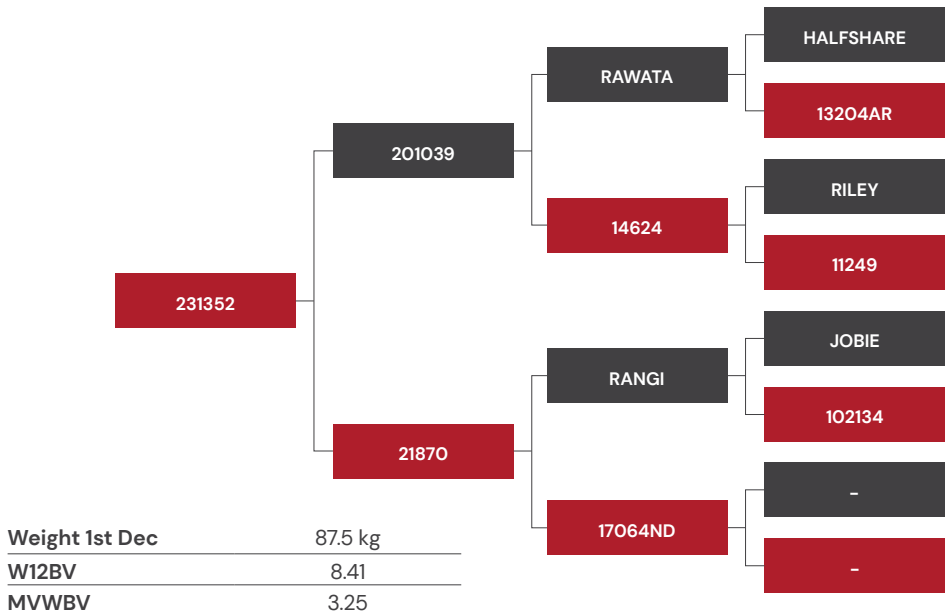 HALFSHARE
RAWATA
13204AR
201039
RILEY
14624
11249
231352
JOBIE
RANGI
102134
21870
-
17064ND
-
Weight 1st Dec 87.5 kg
W12BV 8.41
MVWBV 3.25